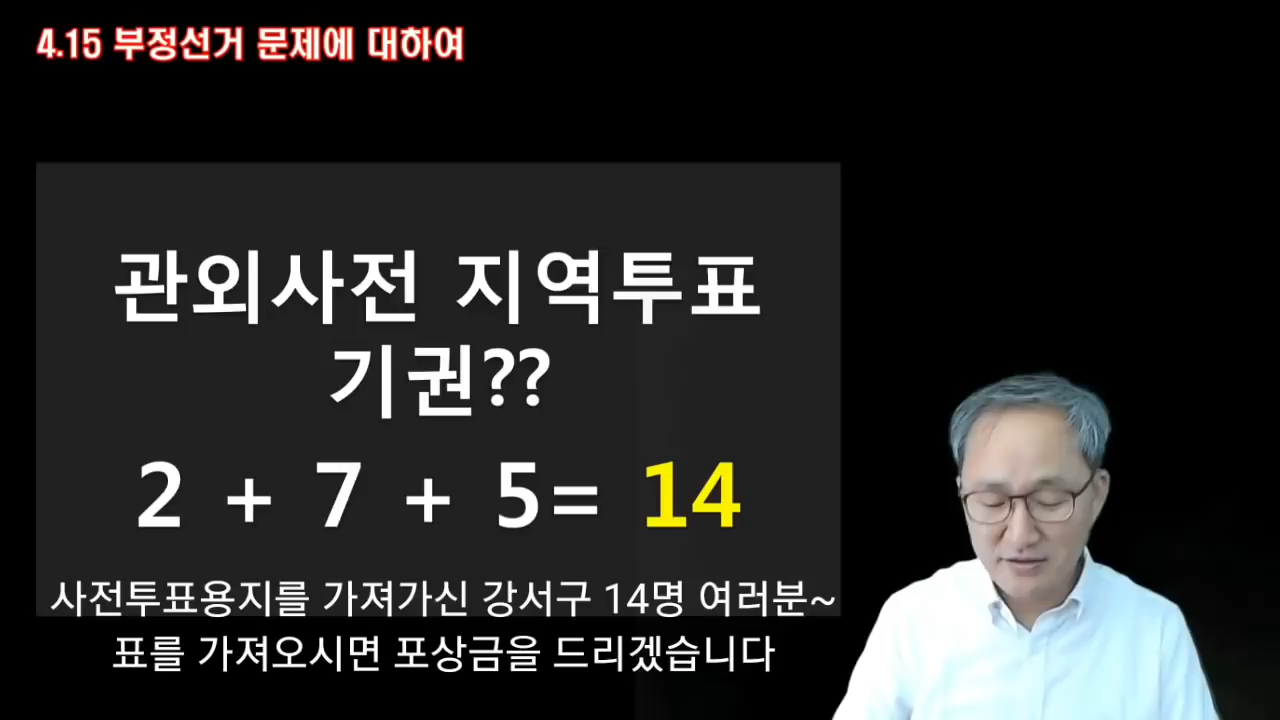 4.15 부정선거 문제에 대하여
관외사전 지역투표
기권??
2 + 7 + 5= 14
사전투표용지를 가져가신 강서구 14명 여러분~
표를 가져오시면 포상금을 드리겠습니다